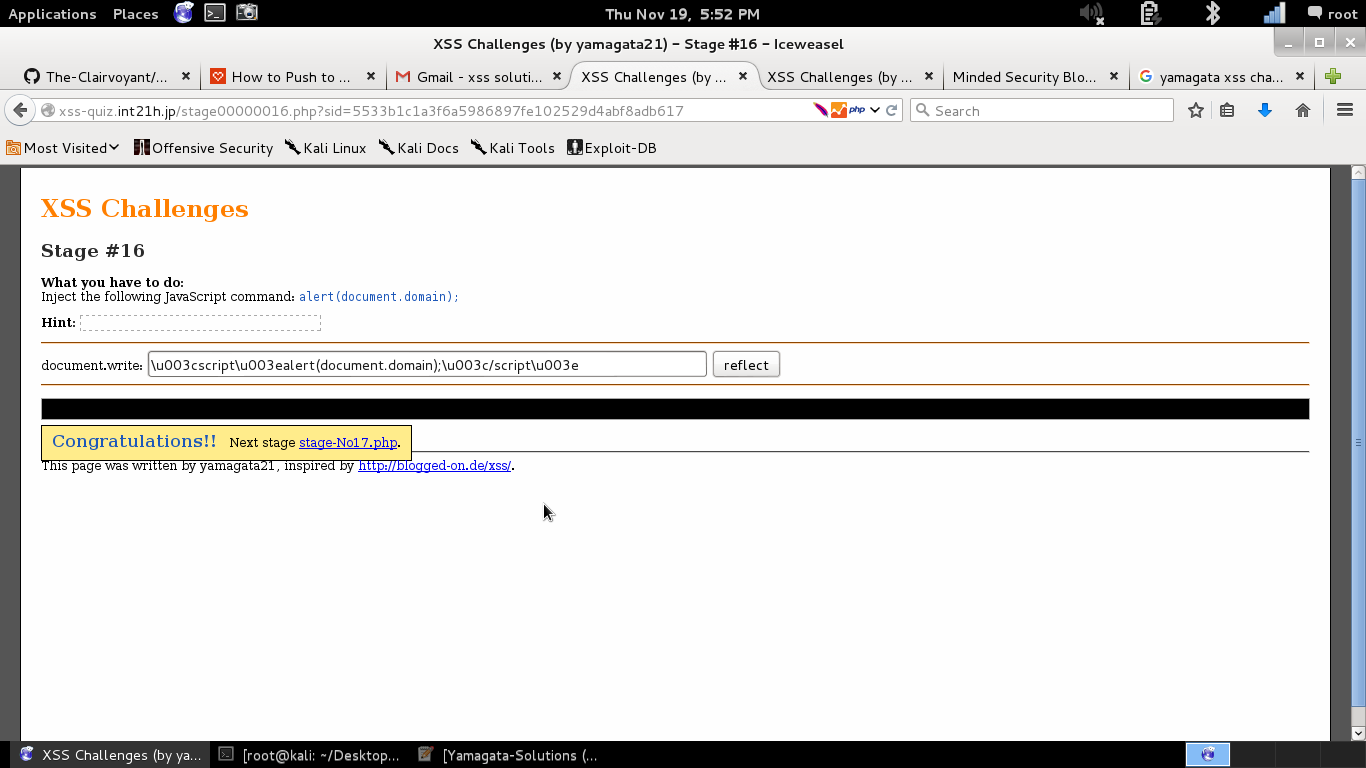 Applications Places Thu Nov 19, 5:52 PM root
XSS Challenges (by yamagata21) - Stage #16 - Iceweasel
The-Clairvoyant/... How to Push to ... Gmail - xss soluti... XSS Challenges (by ... XSS Challenges (by ... Minded Security Blo... yamagata xss cha...
xss-quiz.int21h.jp/stage00000016.php?sid=5533b1c1a3f6a5986897fe102529d4abf8adb617 php Search
Most Visited Offensive Security Kali Linux Kali Docs Kali Tools Exploit-DB
XSS Challenges
Stage #16
What you have to do:
Inject the following JavaScript command: alert(document.domain);
Hint:
document.write: \u003cscript\u003ealert(document.domain);\u003c/script\u003e reflect
Congratulations!! Next stage stage-No17.php.
This page was written by yamagata21, inspired by http://blogged-on.de/xss/.
XSS Challenges (by ya... [root@kali: ~/Desktop... [Yamagata-Solutions (...